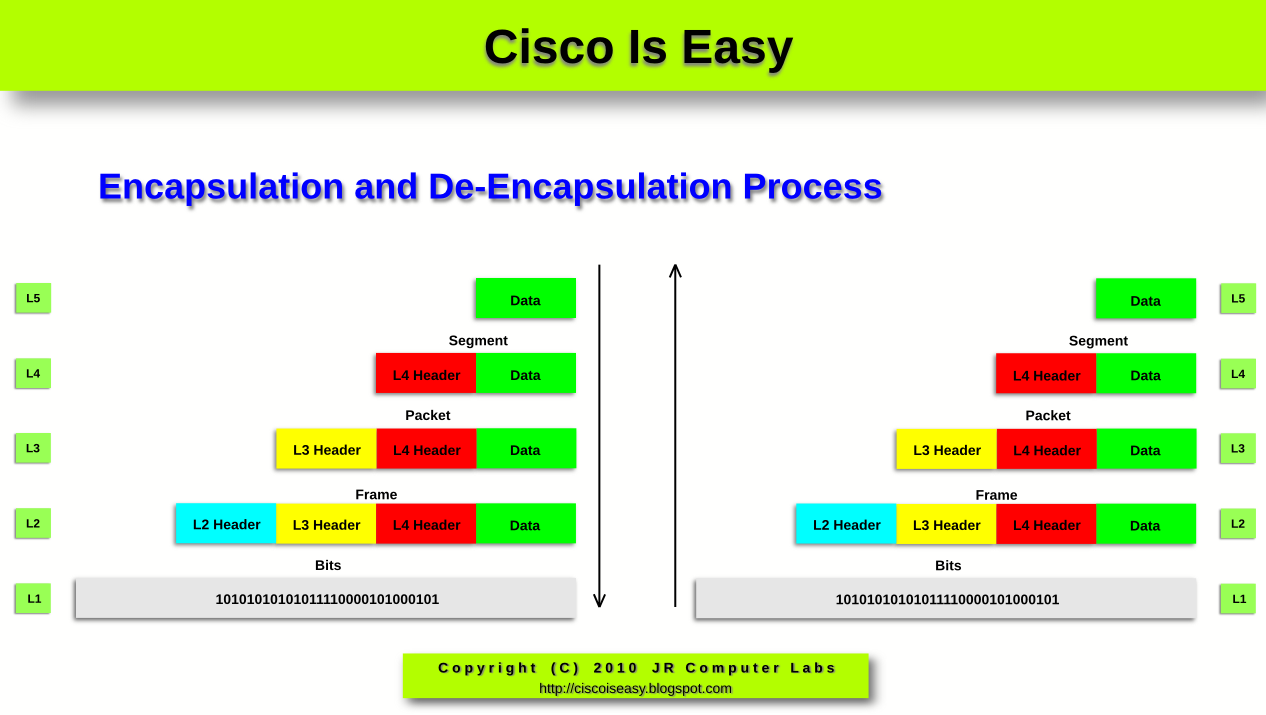 Cisco Is Easy
Encapsulation and De-Encapsulation Process
L5 Data Data L5
Segment Segment
L4 L4 Header Data L4 Header Data L4
Packet Packet
L3 L3 Header L4 Header Data L3 Header L4 Header Data L3
Frame Frame
L2 L2 Header L3 Header L4 Header Data L2 Header L3 Header L4 Header Data L2
Bits Bits
L1 10101010101011110000101000101 10101010101011110000101000101 L1
Copyright (C) 2010 JR Computer Labs
http://ciscoiseasy.blogspot.com